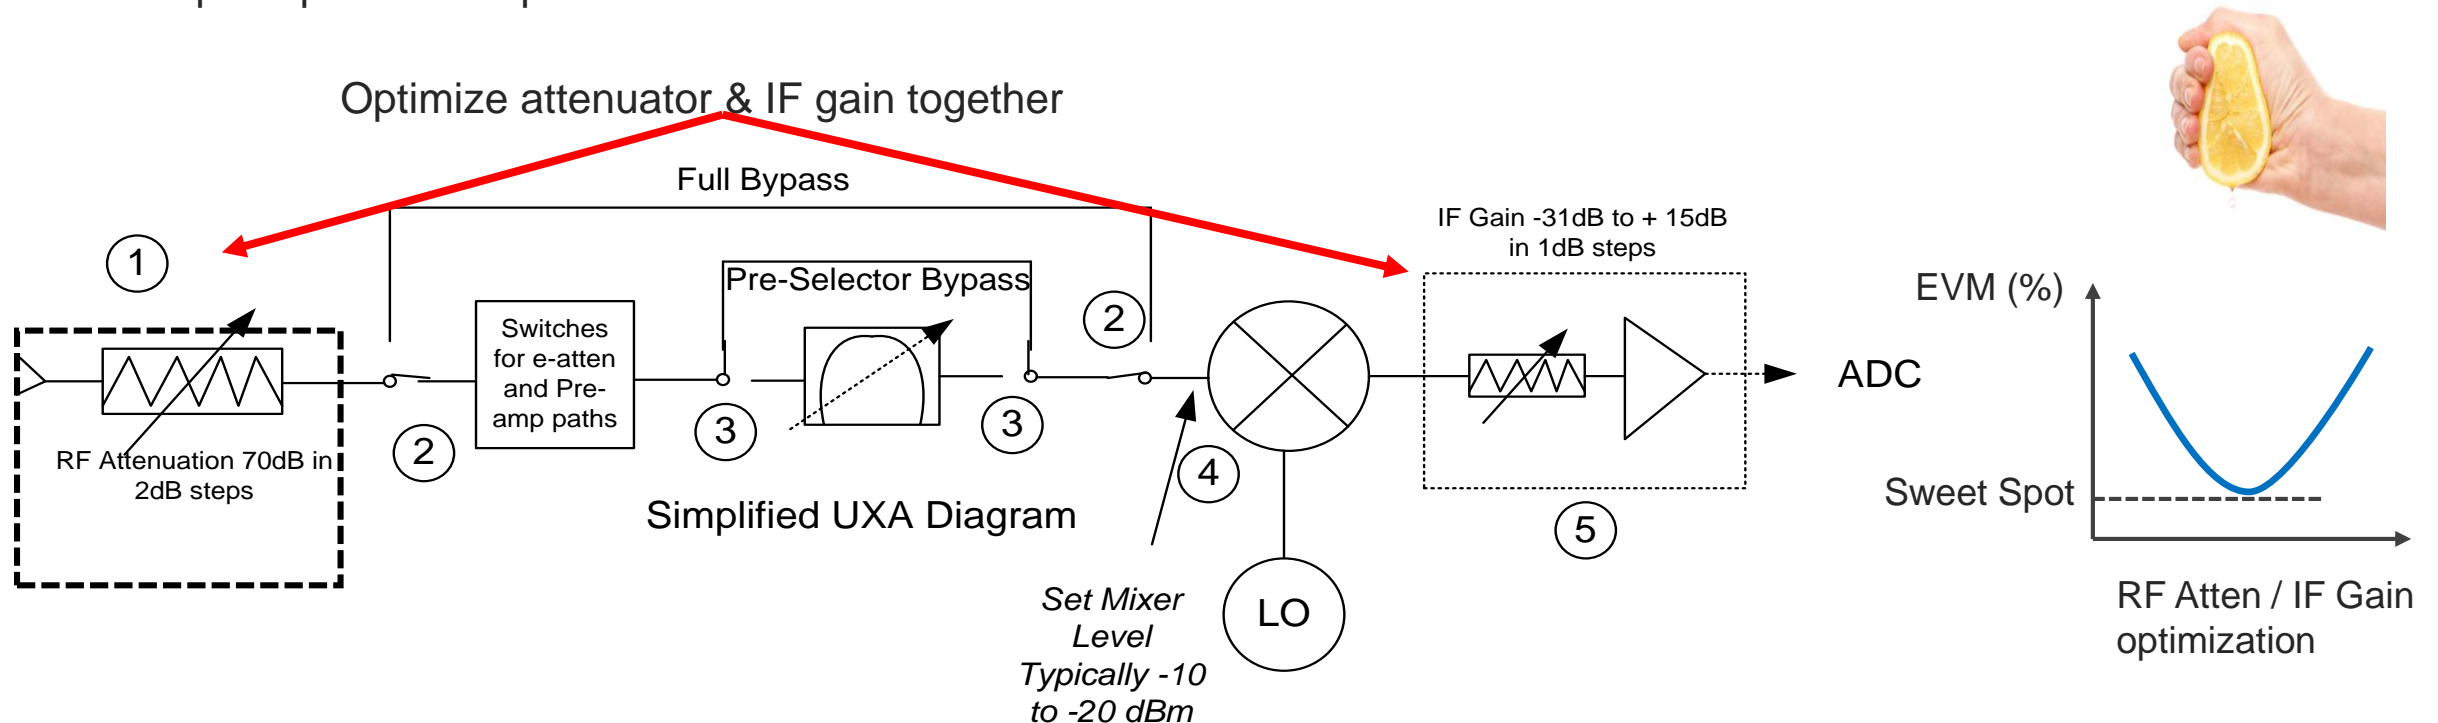 Optimize attenuator & IF gain together
Full Bypass
IF Gain -31dB to + 15dB
in 1dB steps
1
Pre-Selector Bypass
EVM (%)
2
Switches
for e-atten
and Pre-
amp paths
ADC
3
3
2
RF Attenuation 70dB in
2dB steps
4
Sweet Spot
Simplified UXA Diagram
5
Set Mixer
Level
Typically -10
to -20 dBm
LO
RF Atten / IF Gain
optimization